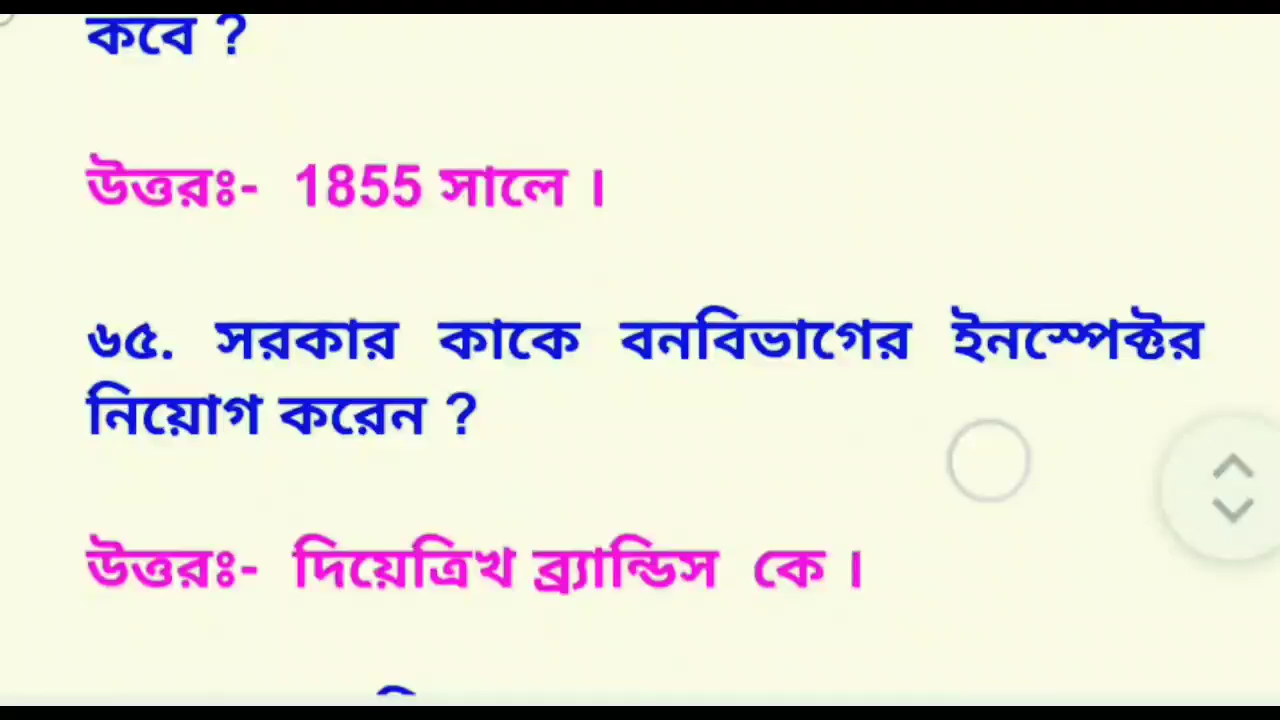 কবে ?
উত্তরঃ- 1855 সালে ।
৬৫. সরকার কাকে বনবিভাগের ইনস্পেক্টর
নিয়োগ করেন ?
উত্তরঃ- দিয়েত্রিখ ব্র্যান্ডিস কে ।